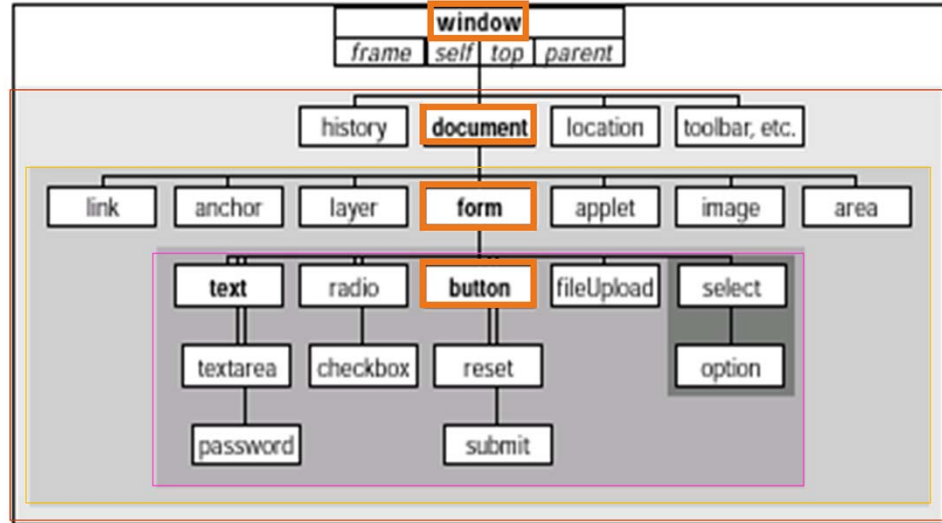 window
frame self top parent
history document location toolbar, etc.
link anchor layer form applet image area
text radio button fileUpload select
textarea checkbox reset option
password submit